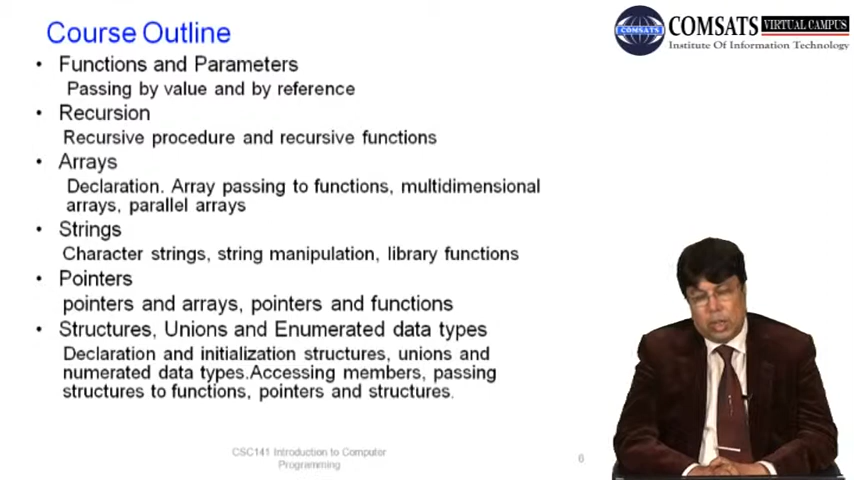 Course Outline
COMSATS VIRTUAL CAMPUS
COMSATS
Institute Of Information Technology
• Functions and Parameters
Passing by value and by reference
• Recursion
Recursive procedure and recursive functions
• Arrays
Declaration. Array passing to functions, multidimensional
arrays, parallel arrays
• Strings
Character strings, string manipulation, library functions
• Pointers
pointers and arrays, pointers and functions
• Structures, Unions and Enumerated data types
Declaration and initialization structures, unions and
numerated data types.Accessing members, passing
structures to functions, pointers and structures.
CSC141 Introduction to Computer
Programming
6